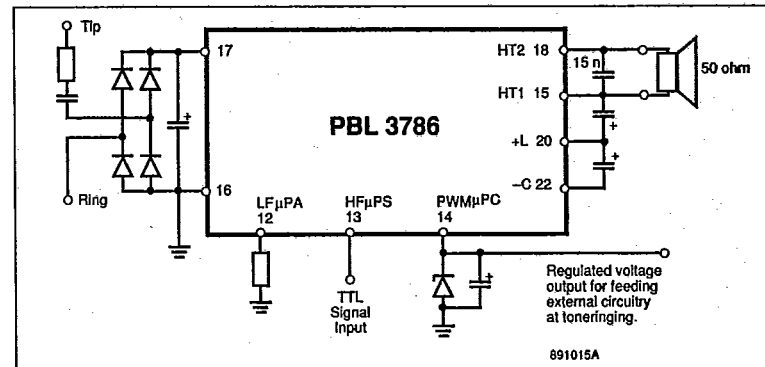 Tip
17
HT2 18
15 n
50 ohm
HT1 15
PBL 3786
+L 20
–C 22
16
Ring
LFµPA
12
HFµPS
13
PWMµPC
14
TTL
Signal
Input
Regulated voltage
output for feeding
external circuitry
at toneringing.
891015A